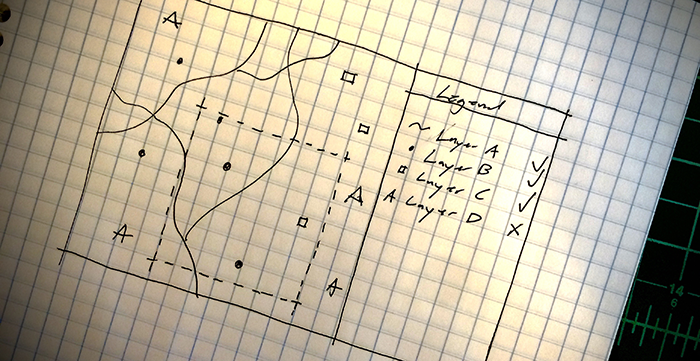 A
Legend
~ Layer A ✓
• Layer B ✓
□ Layer C ✓
A Layer D ×
A
A
A
14
6